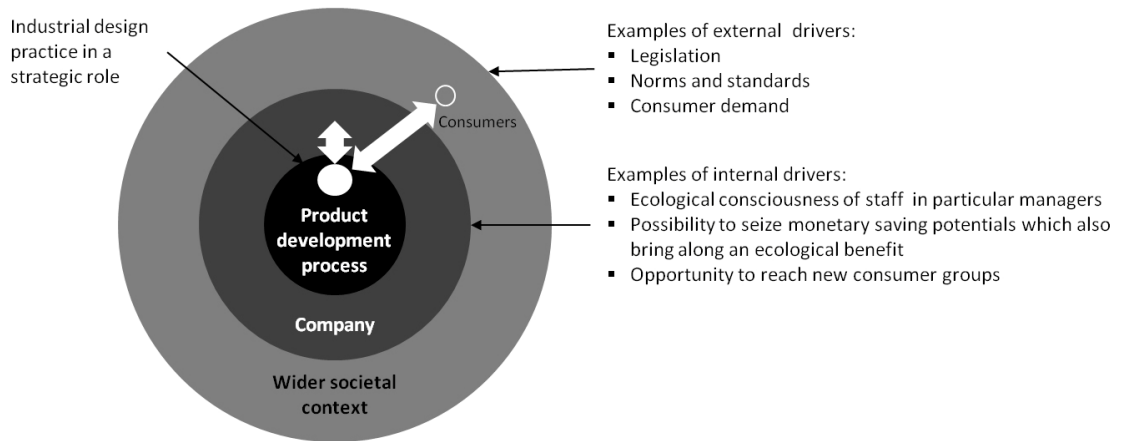 Industrial design
practice in a
strategic role
Examples of external drivers:
▪ Legislation
▪ Norms and standards
▪ Consumer demand
Consumers
Examples of internal drivers:
▪ Ecological consciousness of staff in particular managers
▪ Possibility to seize monetary saving potentials which also
bring along an ecological benefit
▪ Opportunity to reach new consumer groups
Product
development
process
Company
Wider societal
context